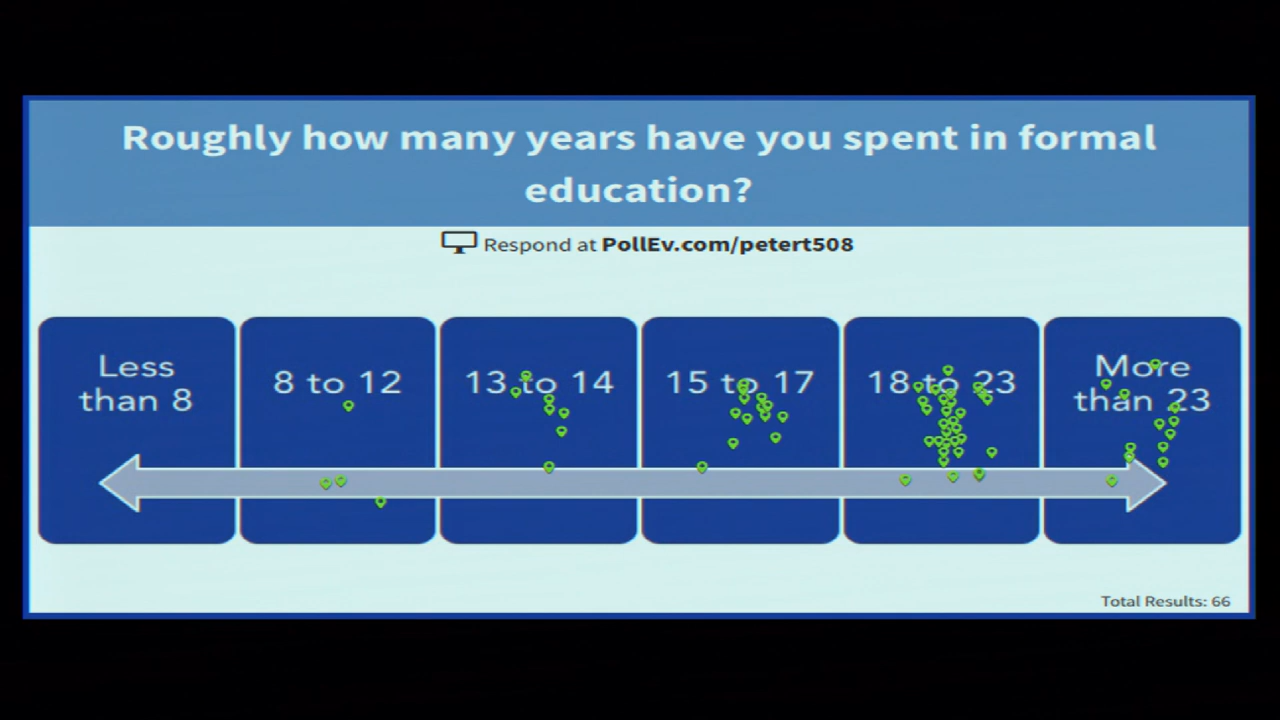 Roughly how many years have you spent in formal
education?
Respond at PollEv.com/petert508
Less
than 8
8 to 12
13 to 14
15 to 17
18 to 23
More
than 23
Total Results: 66